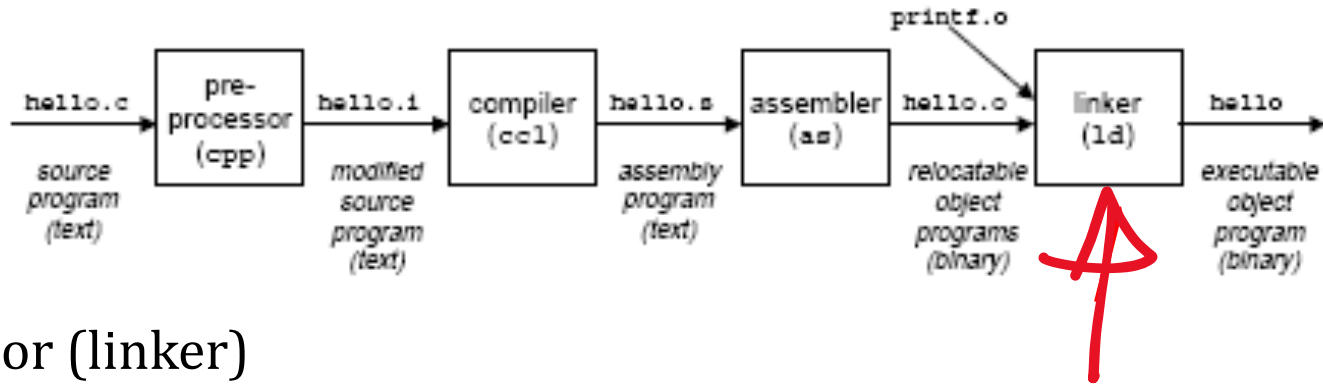 printf.o
hello.c
pre-
processor
(cpp)
hello.i
compiler
(cc1)
hello.s
assembler
(as)
hello.o
linker
(ld)
hello
source
program
(text)
modified
source
program
(text)
assembly
program
(text)
relocatable
object
programs
(binary)
executable
object
program
(binary)
or (linker)